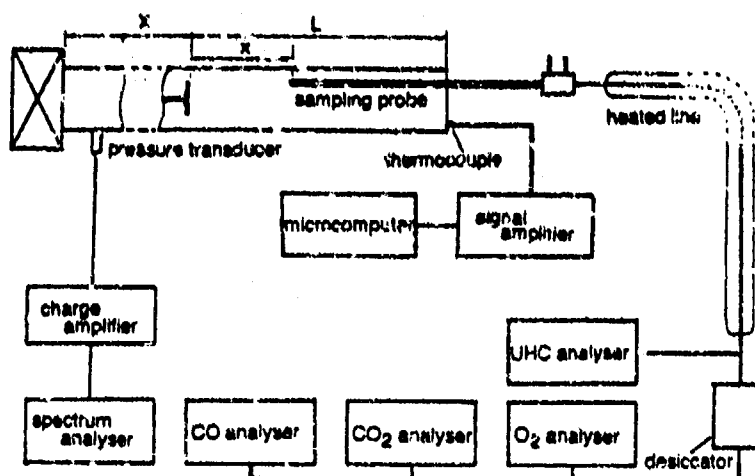 X
L
x
sampling probe
heated line
pressure transducer
thermocouple
microcomputer
signal
amplifier
charge
amplifier
UHC analyser
spectrum
analyser
CO analyser
CO2 analyser
O2 analyser
desiccator